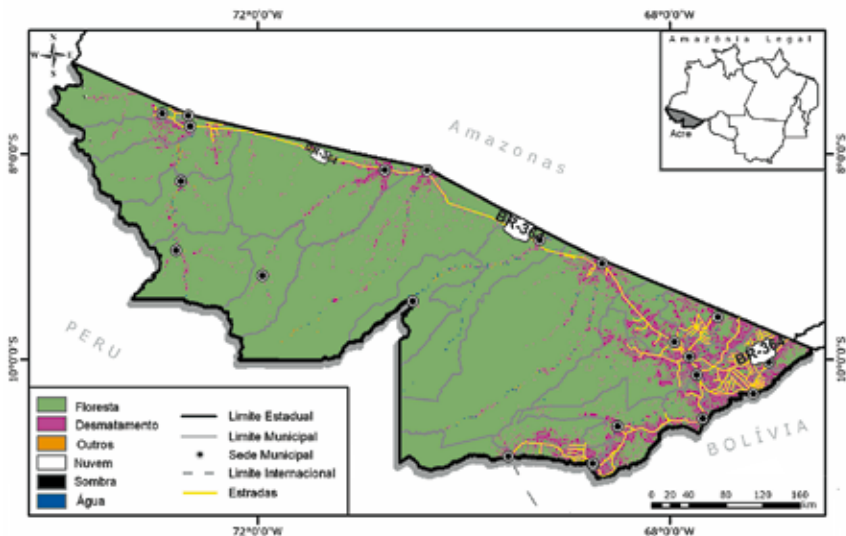 72°0'0"W
68°0'0"W
N
W
E
S
Amazônia Legal
Acre
Amazonas
8°0'0"S
8°0'0"S
BR-364
BR-364
BR-364
PERU
BOLÍVIA
10°0'0"S
10°0'0"S
Floresta
Desmatamento
Outros
Nuvem
Sombra
Água
Limite Estadual
Limite Municipal
Sede Municipal
Limite Internacional
Estradas
0 20 40 80 120 160
Km
72°0'0"W
68°0'0"W